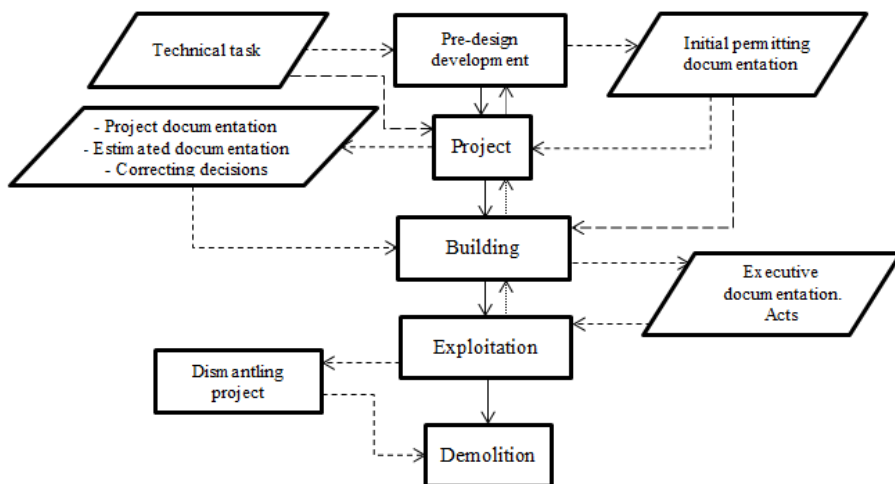 Technical task
Pre-design
development
Initial permitting
documentation
- Project documentation
- Estimated documentation
- Correcting decisions
Project
Building
Executive
documentation.
Acts
Exploitation
Dismantling
project
Demolition